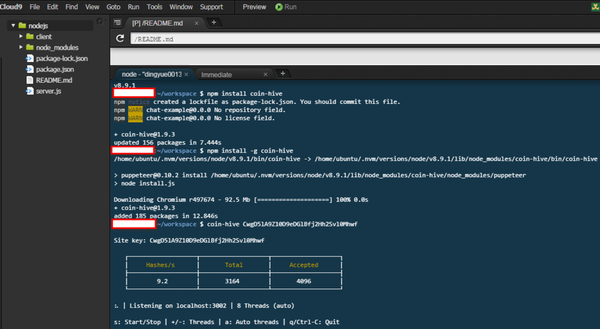 Cloud9 File Edit Find View Goto Run Tools Window Support Preview Run
nodejs
client
node_modules
package-lock.json
package.json
README.md
server.js
[P] /README.md
/README.md
node - "dingyue0013
Immediate
v8.9.1
~/workspace $ npm install coin-hive
npm notice created a lockfile as package-lock.json. You should commit this file.
npm WARN chat-example@0.0.0 No repository field.
npm WARN chat-example@0.0.0 No license field.
+ coin-hive@1.9.3
updated 156 packages in 7.444s
~/workspace $ npm install -g coin-hive
/home/ubuntu/.nvm/versions/node/v8.9.1/bin/coin-hive -> /home/ubuntu/.nvm/versions/node/v8.9.1/lib/node_modules/coin-hive/bin/coin-hive
> puppeteer@0.10.2 install /home/ubuntu/.nvm/versions/node/v8.9.1/lib/node_modules/coin-hive/node_modules/puppeteer
> node install.js
Downloading Chromium r497674 - 92.5 Mb [====================] 100% 0.0s
+ coin-hive@1.9.3
added 185 packages in 12.846s
~/workspace $ coin-hive CwgD5lA9Z10D9eDGlBfj2Hh2Sv10Mhwf
Site key: CwgD5lA9Z10D9eDGlBfj2Hh2Sv10Mhwf
Hashes/s Total Accepted
9.2 3164 4096
| Listening on localhost:3002 | 8 Threads (auto)
s: Start/Stop | +/-: Threads | a: Auto threads | q/Ctrl-C: Quit